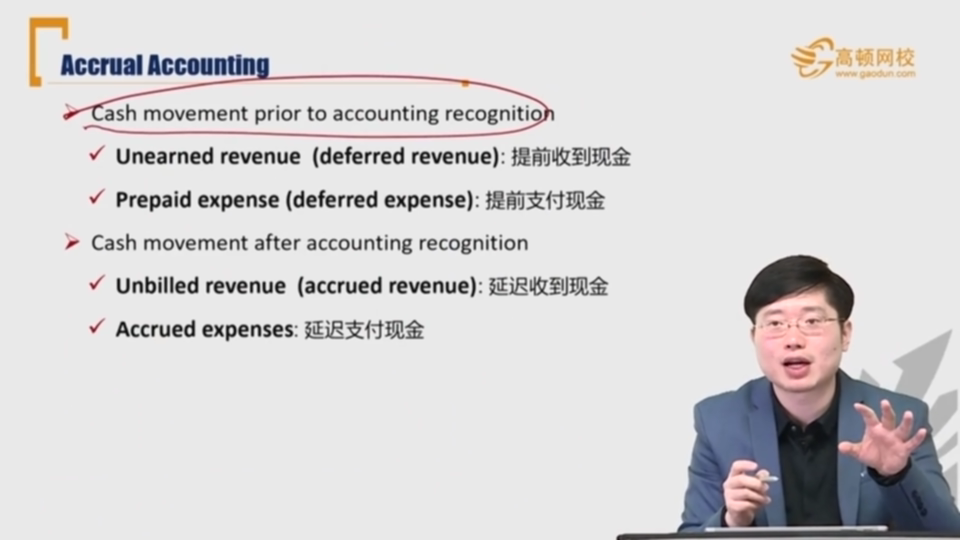 Accrual Accounting
高顿网校
www.gaodun.com
Cash movement prior to accounting recognition
Unearned revenue (deferred revenue): 提前收到现金
Prepaid expense (deferred expense): 提前支付现金
Cash movement after accounting recognition
Unbilled revenue (accrued revenue): 延迟收到现金
Accrued expenses: 延迟支付现金